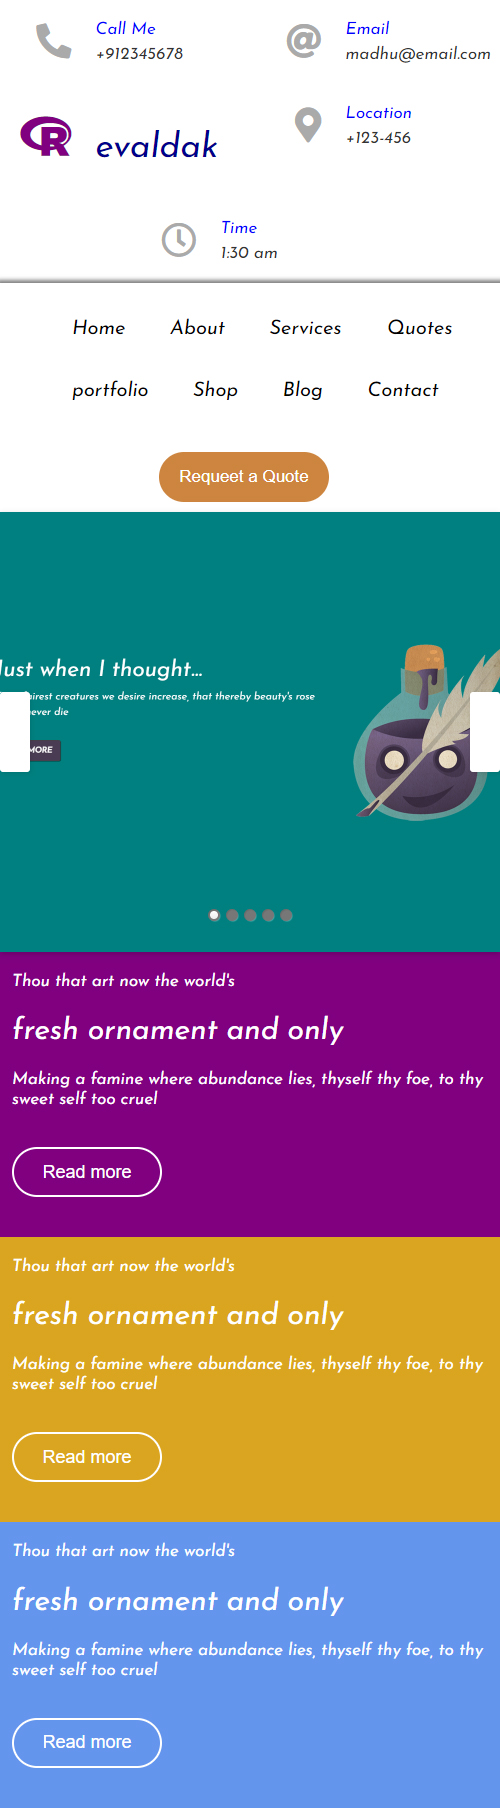 Call Me
+912345678
Email
madhu@email.com
R
evaldak
Location
+123-456
Time
1:30 am
Home About Services Quotes
portfolio Shop Blog Contact
Requeet a Quote
Just when I thought...
creatures we desire increase, that thereby beauty's rose
never die
MORE
Thou that art now the world's
fresh ornament and only
Making a famine where abundance lies, thyself thy foe, to thy
sweet self too cruel
Read more
Thou that art now the world's
fresh ornament and only
Making a famine where abundance lies, thyself thy foe, to thy
sweet self too cruel
Read more
Thou that art now the world's
fresh ornament and only
Making a famine where abundance lies, thyself thy foe, to thy
sweet self too cruel
Read more